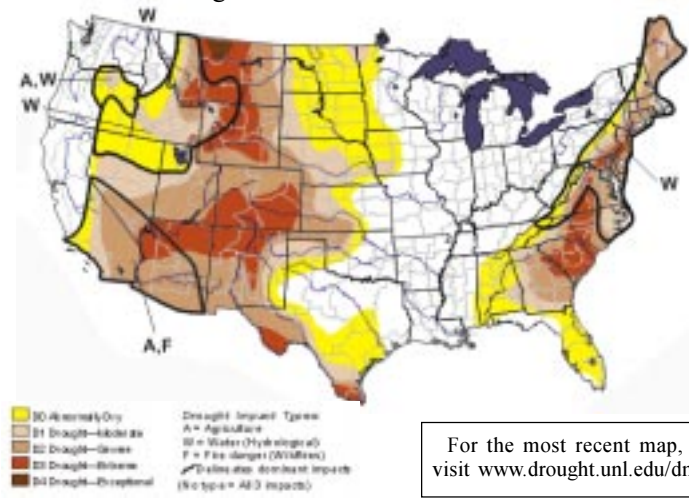 W
A, W
W
W
A,F
D0 Abnormally Dry
D1 Drought—Moderate
D2 Drought—Severe
D3 Drought—Extreme
D4 Drought—Exceptional
Drought Impact Types:
A = Agriculture
W = Water (Hydrological)
F = Fire danger (Wildfires)
Delineates dominant impacts
(No type = All 3 impacts)
For the most recent map,
visit www.drought.unl.edu/dm